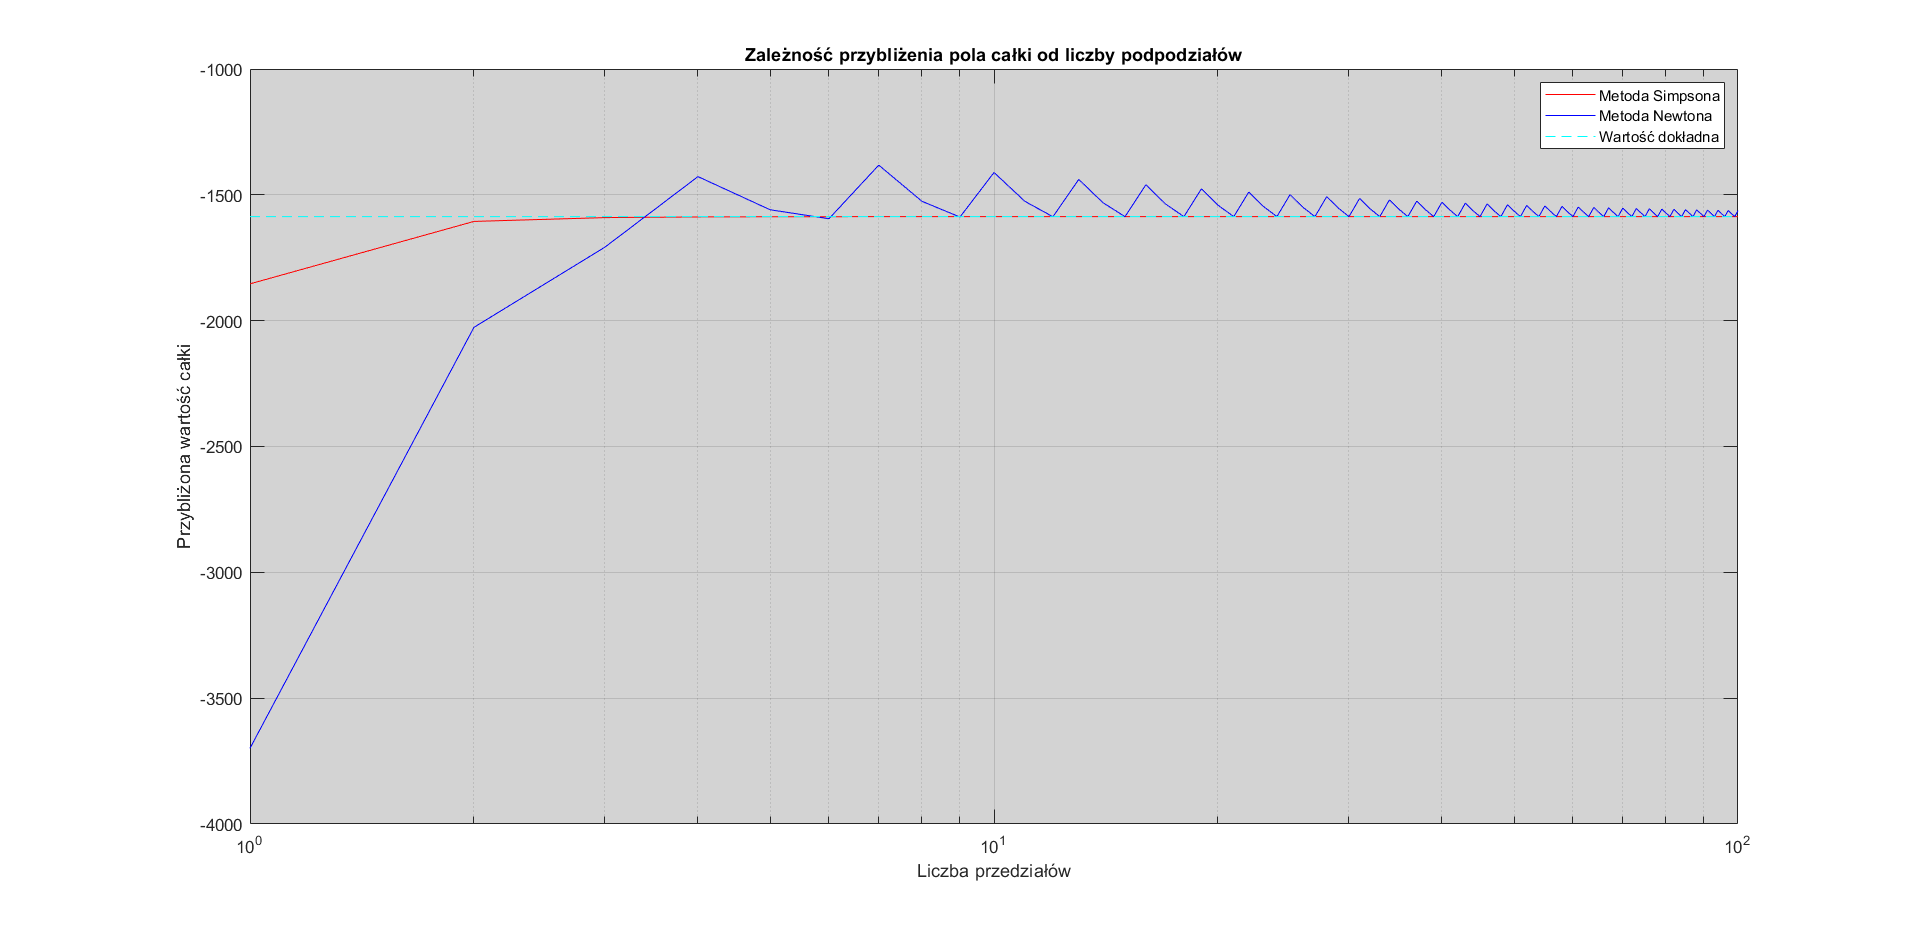 Zależność przybliżenia pola całki od liczby podpodziałów
-1000
-1500
-2000
-2500
-3000
-3500
-4000
Przybliżona wartość całki
Metoda Simpsona
Metoda Newtona
Wartość dokładna
10^0
10^1
10^2
Liczba przedziałów